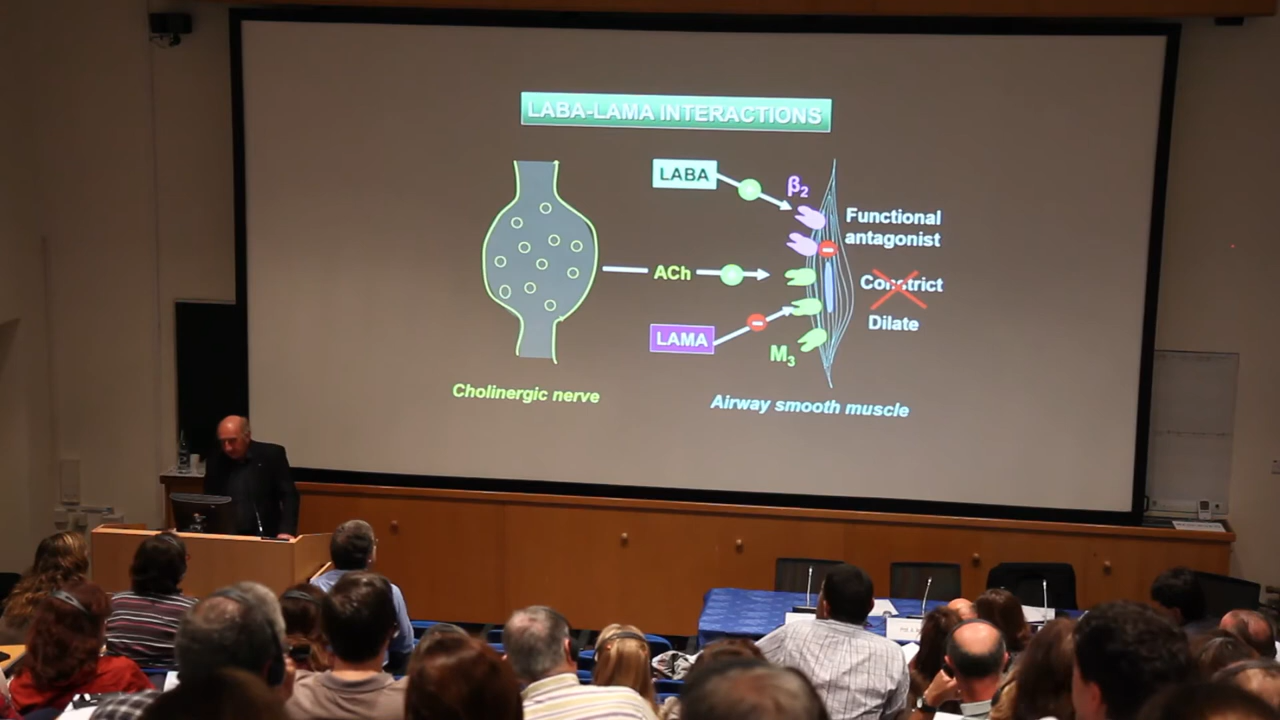 LABA-LAMA INTERACTIONS
LABA
β2
Functional
antagonist
ACh
Constrict
Dilate
LAMA
M3
Cholinergic nerve
Airway smooth muscle